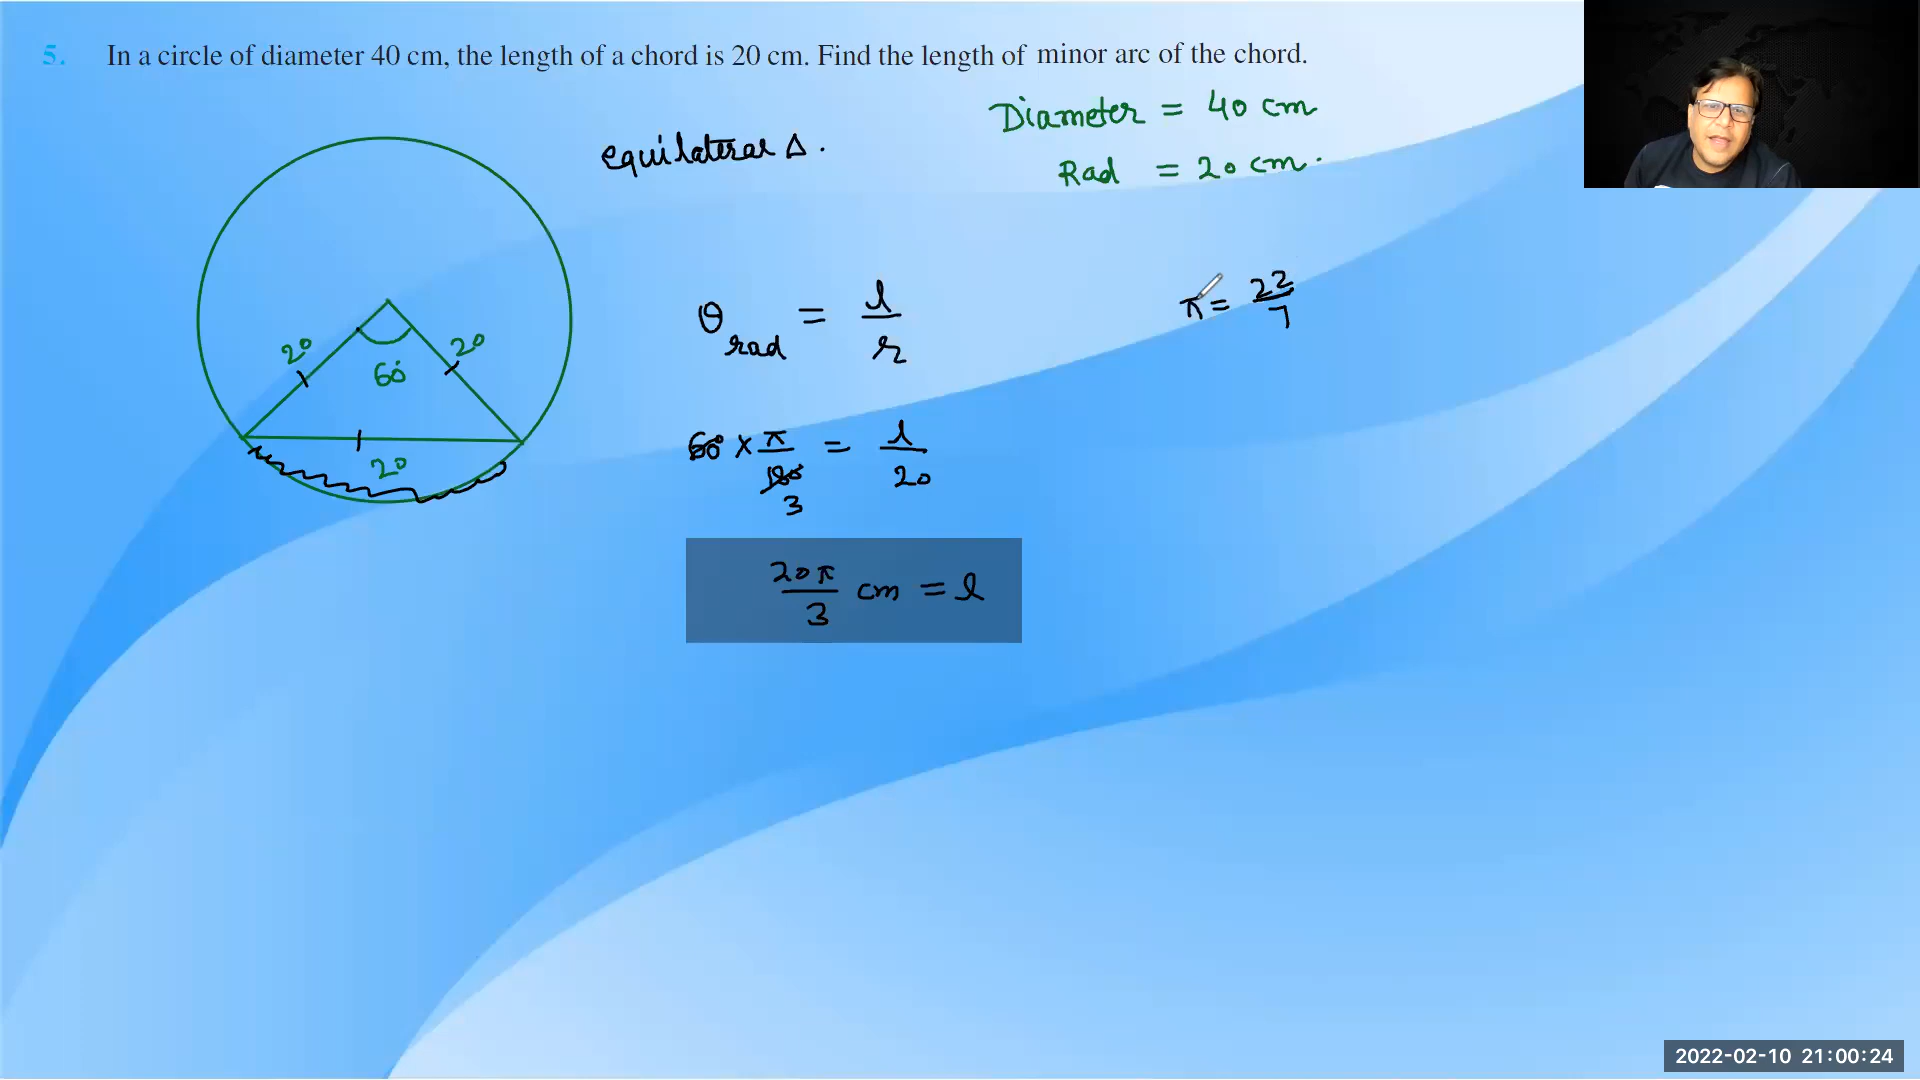 5. In a circle of diameter 40 cm, the length of a chord is 20 cm. Find the length of minor arc of the chord.
Diameter = 40 cm
equilateral Δ.
Rad = 20 cm.
π = 22/7
θ rad = l/r
20
20
60°
20
60° × π/180 = l/20
3
20π/3 cm = l
2022-02-10 21:00:24